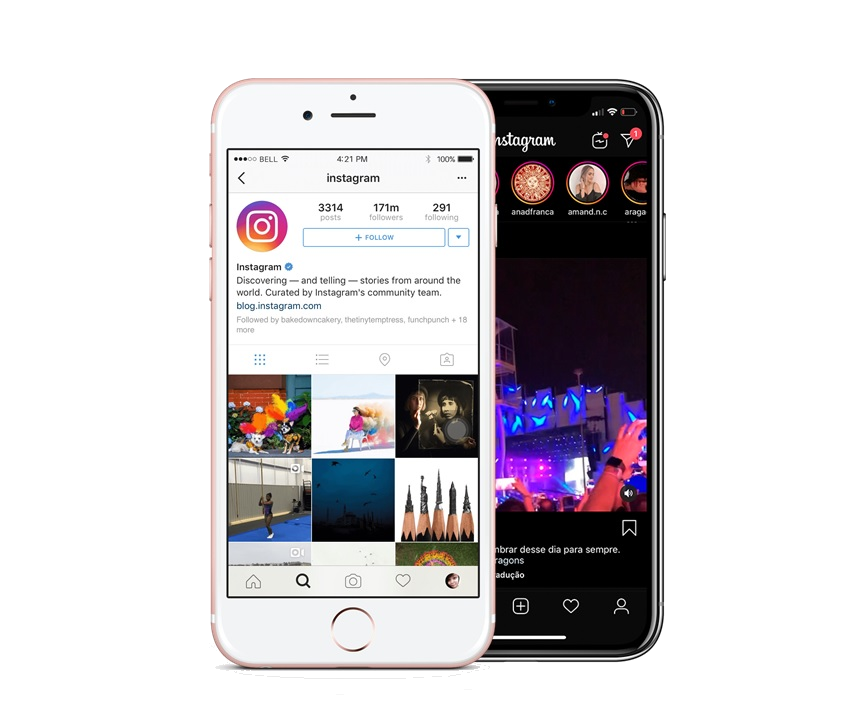 BELL
4:21 PM
100%
instagram
3314
posts
171m
followers
291
following
+ FOLLOW
Instagram
Discovering — and telling — stories from around the
world. Curated by Instagram's community team.
blog.instagram.com
Followed by bakedowncakery, thetinytemptress, funchpunch + 18
more
nstagram
1
anadfranca
amand.n.c
araga
mbrar desse dia para sempre.
ragons
adução